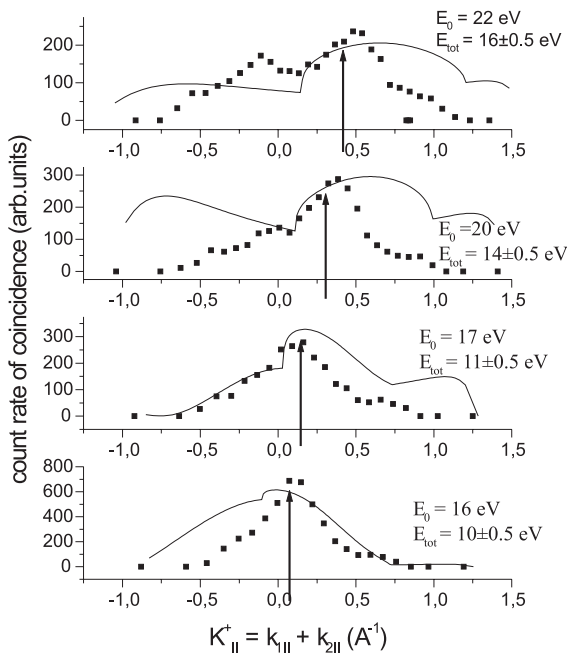 count rate of coincidence (arb.units)
E₀ = 22 eV
Eₜₒₜ = 16±0.5 eV
200
100
0
-1,0 -0,5 0,0 0,5 1,0 1,5
300
200
100
0
E₀ =20 eV
Eₜₒₜ = 14±0.5 eV
-1,0 -0,5 0,0 0,5 1,0 1,5
300
200
100
0
E₀ = 17 eV
Eₜₒₜ = 11±0.5 eV
-1,0 -0,5 0,0 0,5 1,0 1,5
800
600
400
200
0
E₀ = 16 eV
Eₜₒₜ = 10±0.5 eV
-1,0 -0,5 0,0 0,5 1,0 1,5
K⁺|| = k₁|| + k₂|| (A⁻¹)